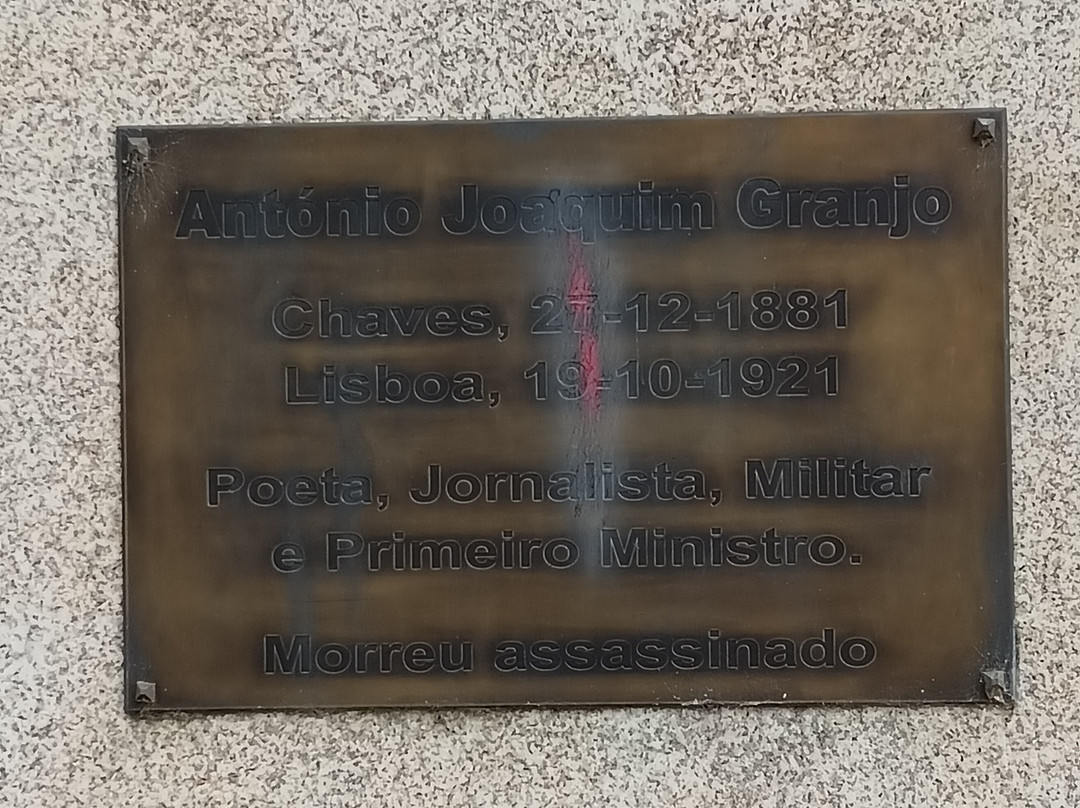 António Joaquim Granjo
Chaves, 27-12-1881
Lisboa, 19-10-1921
Poeta, Jornalista, Militar
e Primeiro Ministro.
Morreu assassinado